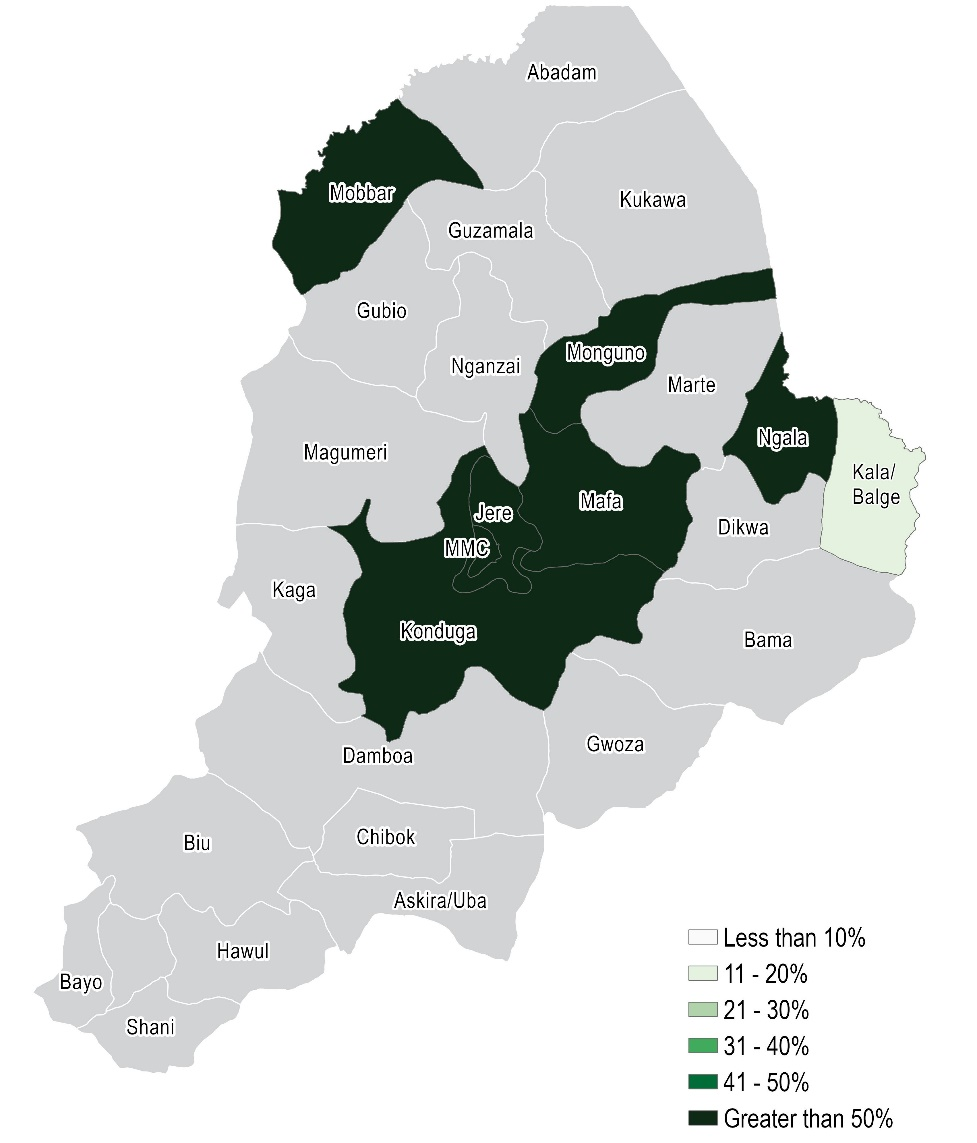 Abadam
Mobbar
Kukawa
Guzamala
Gubio
Monguno
Nganzai
Marte
Ngala
Magumeri
Kala/
Balge
Mafa
Jere
Dikwa
MMC
Kaga
Konduga
Bama
Gwoza
Damboa
Chibok
Biu
Askira/Uba
Hawul
Bayo
Shani
Less than 10%
11 - 20%
21 - 30%
31 - 40%
41 - 50%
Greater than 50%